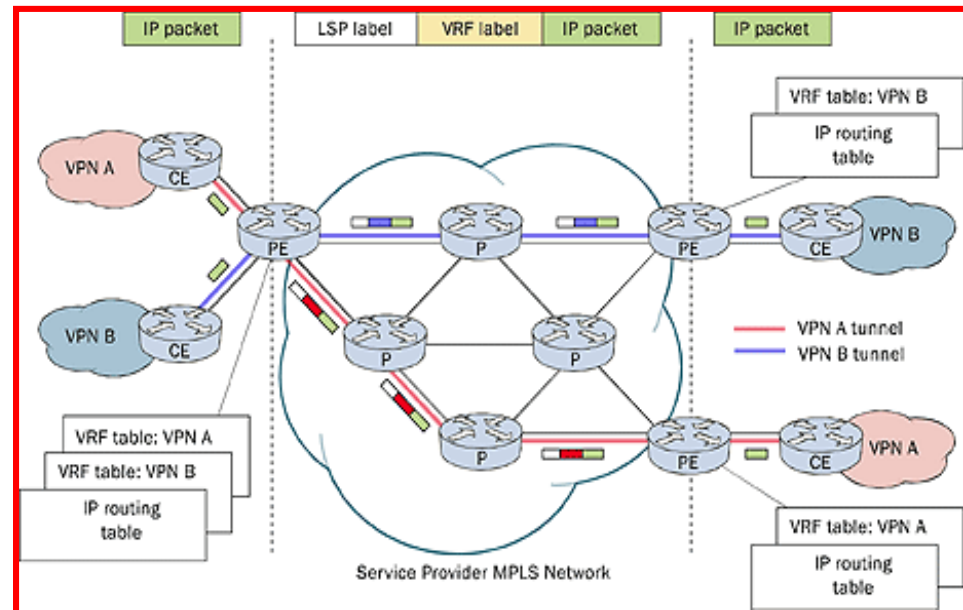 IP packet
LSP label
VRF label
IP packet
IP packet
VRF table: VPN B
IP routing
table
VPN A
CE
PE
P
PE
CE
VPN B
VPN B
CE
P
P
VPN A tunnel
VPN B tunnel
VRF table: VPN A
VRF table: VPN B
IP routing
table
P
PE
CE
VPN A
VRF table: VPN A
IP routing
table
Service Provider MPLS Network